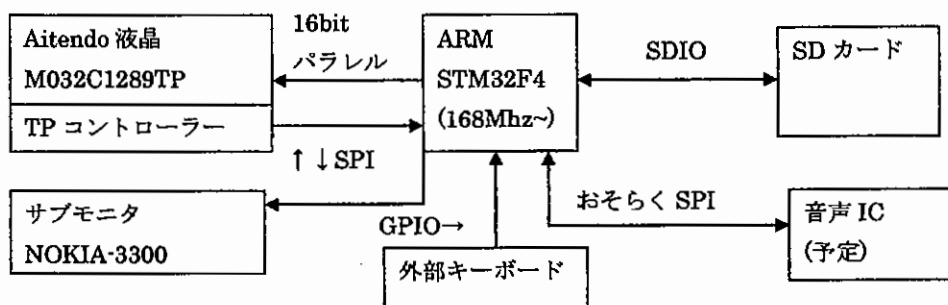 Aitendo 液晶
M032C1289TP
TP コントローラー
16bit
パラレル
↑↓SPI
ARM
STM32F4
(168Mhz~)
SDIO
SD カード
サブモニタ
NOKIA-3300
GPIO→
外部キーボード
おそらく SPI
音声 IC
(予定)